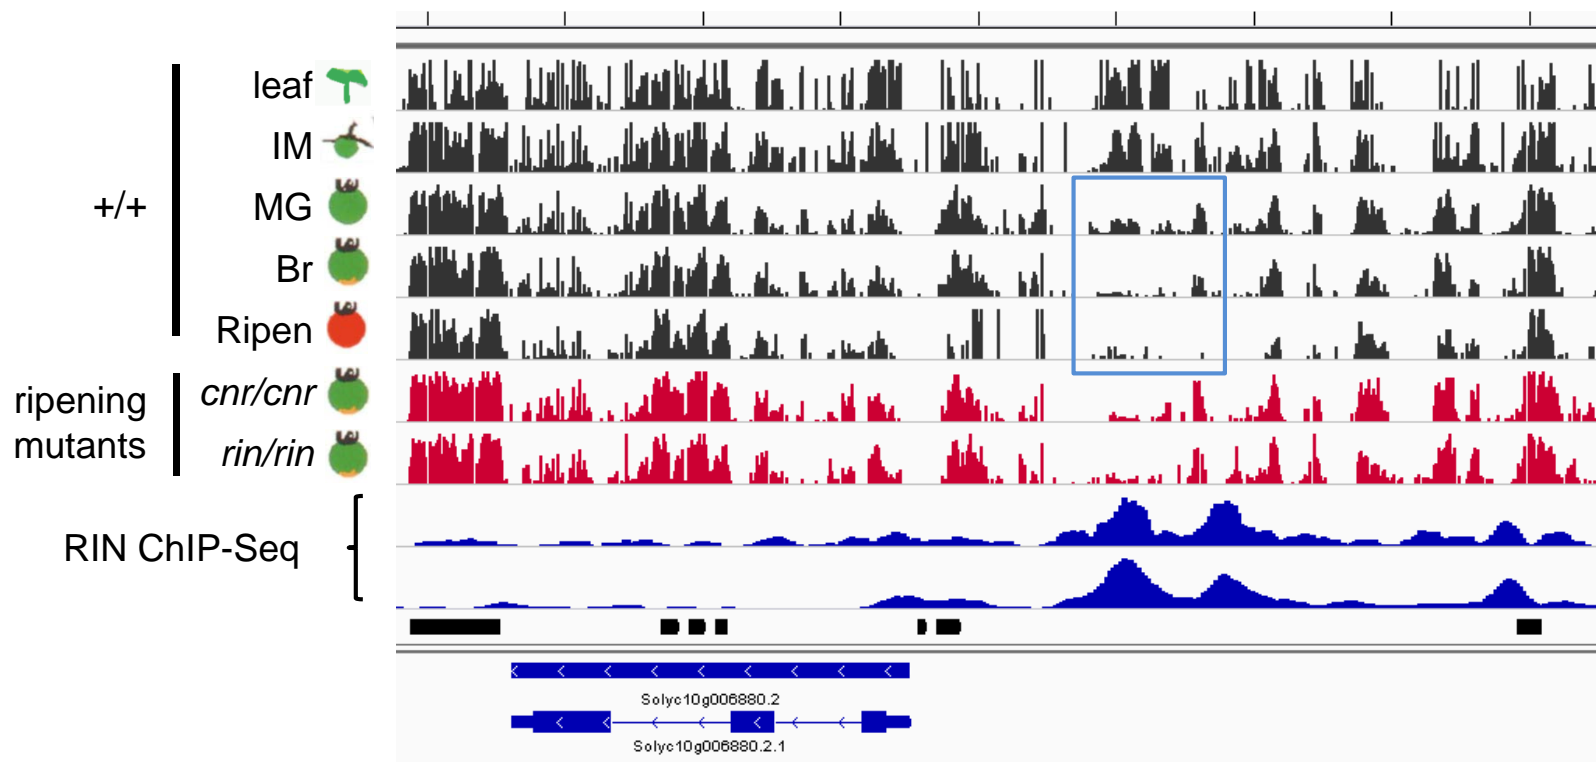 leaf
IM
MG
+/+
Br
Ripen
cnr/cnr
ripening
mutants
rin/rin
RIN ChIP-Seq
Solyc10g006880.2
Solyc10g006880.2.1